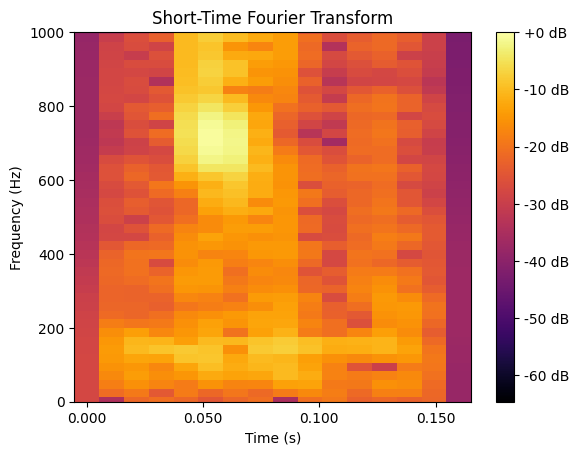 Short-Time Fourier Transform
1000
800
600
400
200
0
Frequency (Hz)
0.000
0.050
0.100
0.150
Time (s)
+0 dB
-10 dB
-20 dB
-30 dB
-40 dB
-50 dB
-60 dB